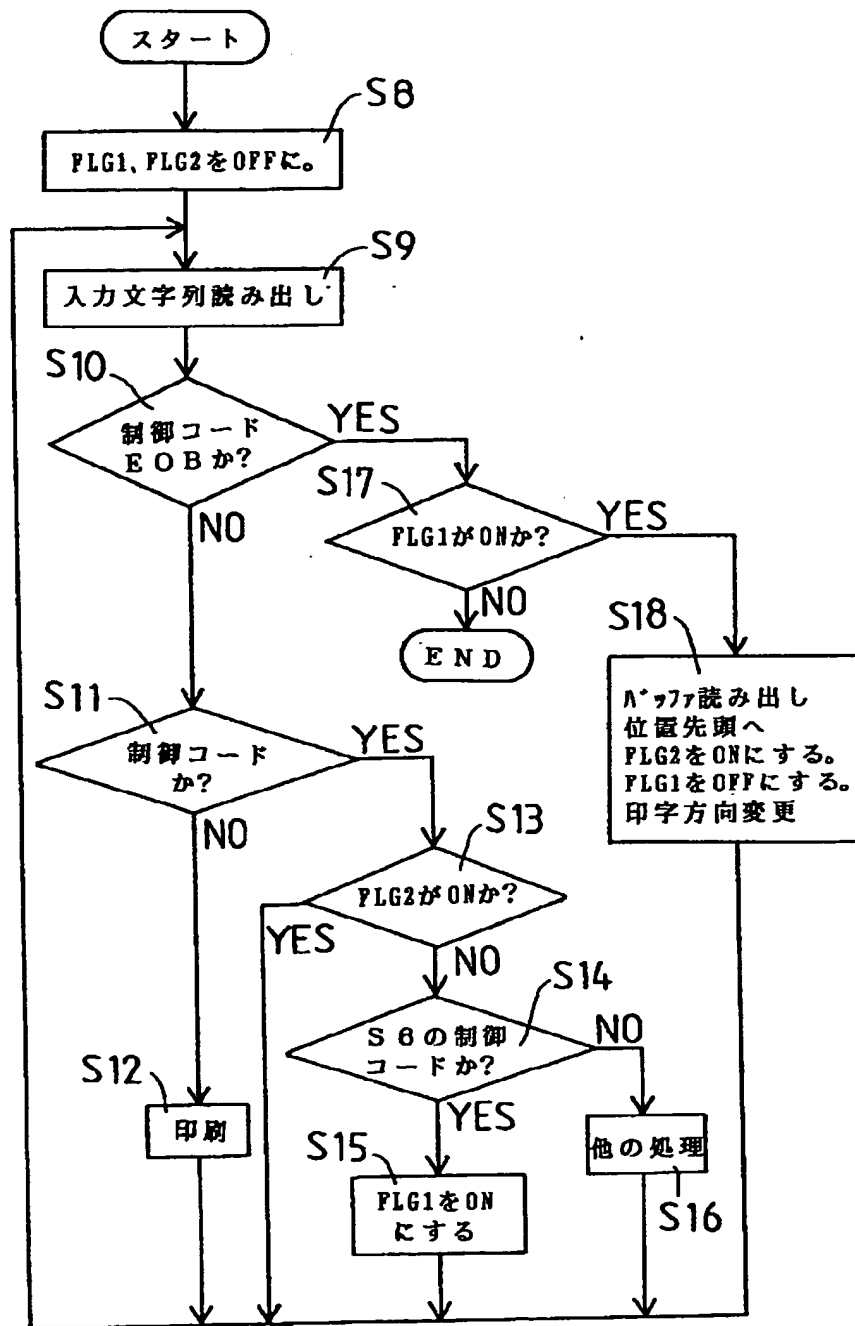 スタート
S8
FLG1、FLG2をOFFに。
S9
入力文字列読み出し
S10
制御コード
EOBか?
YES
NO
S17
FLG1がONか?
YES
NO
END
S18
バッファ読み出し
位置先頭へ
FLG2をONにする。
FLG1をOFFにする。
印字方向変更
S11
制御コード
か?
YES
NO
S13
FLG2がONか?
YES
NO
S14
S6の制御
コードか?
NO
YES
S12
印刷
S15
FLG1をON
にする
他の処理
S16